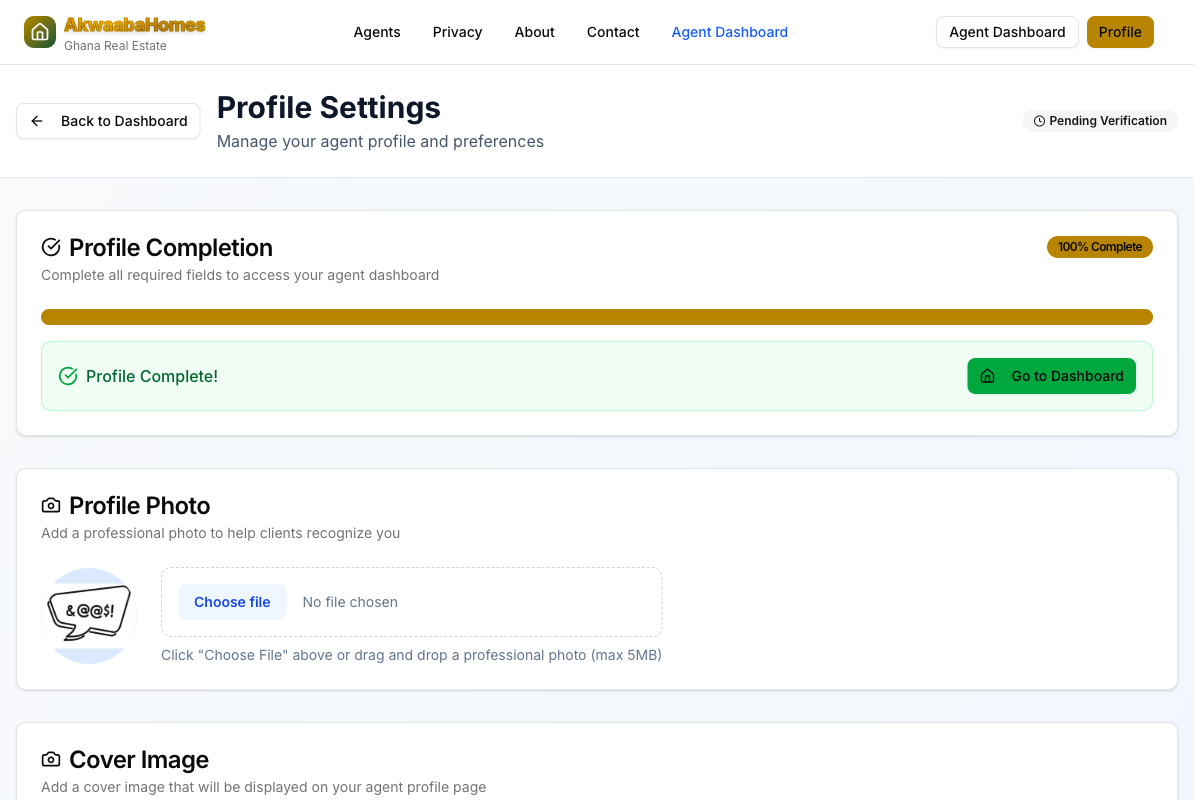 AkwaabaHomes
Ghana Real Estate
Agents
Privacy
About
Contact
Agent Dashboard
Agent Dashboard
Profile
Back to Dashboard
Profile Settings
Manage your agent profile and preferences
Pending Verification
Profile Completion
100% Complete
Complete all required fields to access your agent dashboard
Profile Complete!
Go to Dashboard
Profile Photo
Add a professional photo to help clients recognize you
&@@$!
Choose file
No file chosen
Click "Choose File" above or drag and drop a professional photo (max 5MB)
Cover Image
Add a cover image that will be displayed on your agent profile page